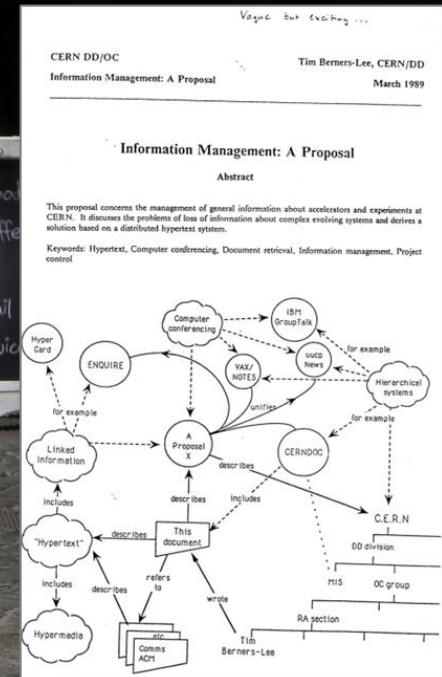 Vague but exciting ...
CERN DD/OC
Tim Berners-Lee, CERN/DD
Information Management: A Proposal
March 1989
Information Management: A Proposal
Abstract
This proposal concerns the management of general information about accelerators and experiments at
CERN. It discusses the problems of loss of information about complex evolving systems and derives a
solution based on a distributed hypertext sytstem.
Keywords: Hypertext, Computer conferencing, Document retrieval, Information management, Project
control
IBM
GroupTalk
Computer
conferencing
Hyper
Card
ENQUIRE
VAX/
NOTES
uucp
News
for example
Hierarchical
systems
for example
unifies
for example
Linked
information
A
Proposal
X
CERNDOC
describes
includes
describes
includes
C.E.R.N
"Hypertext"
describes
This
document
DD division
includes
describes
refers
to
wrote
MIS
OC group
Hypermedia
etc
Comms
ACM
RA section
Tim
Berners-Lee